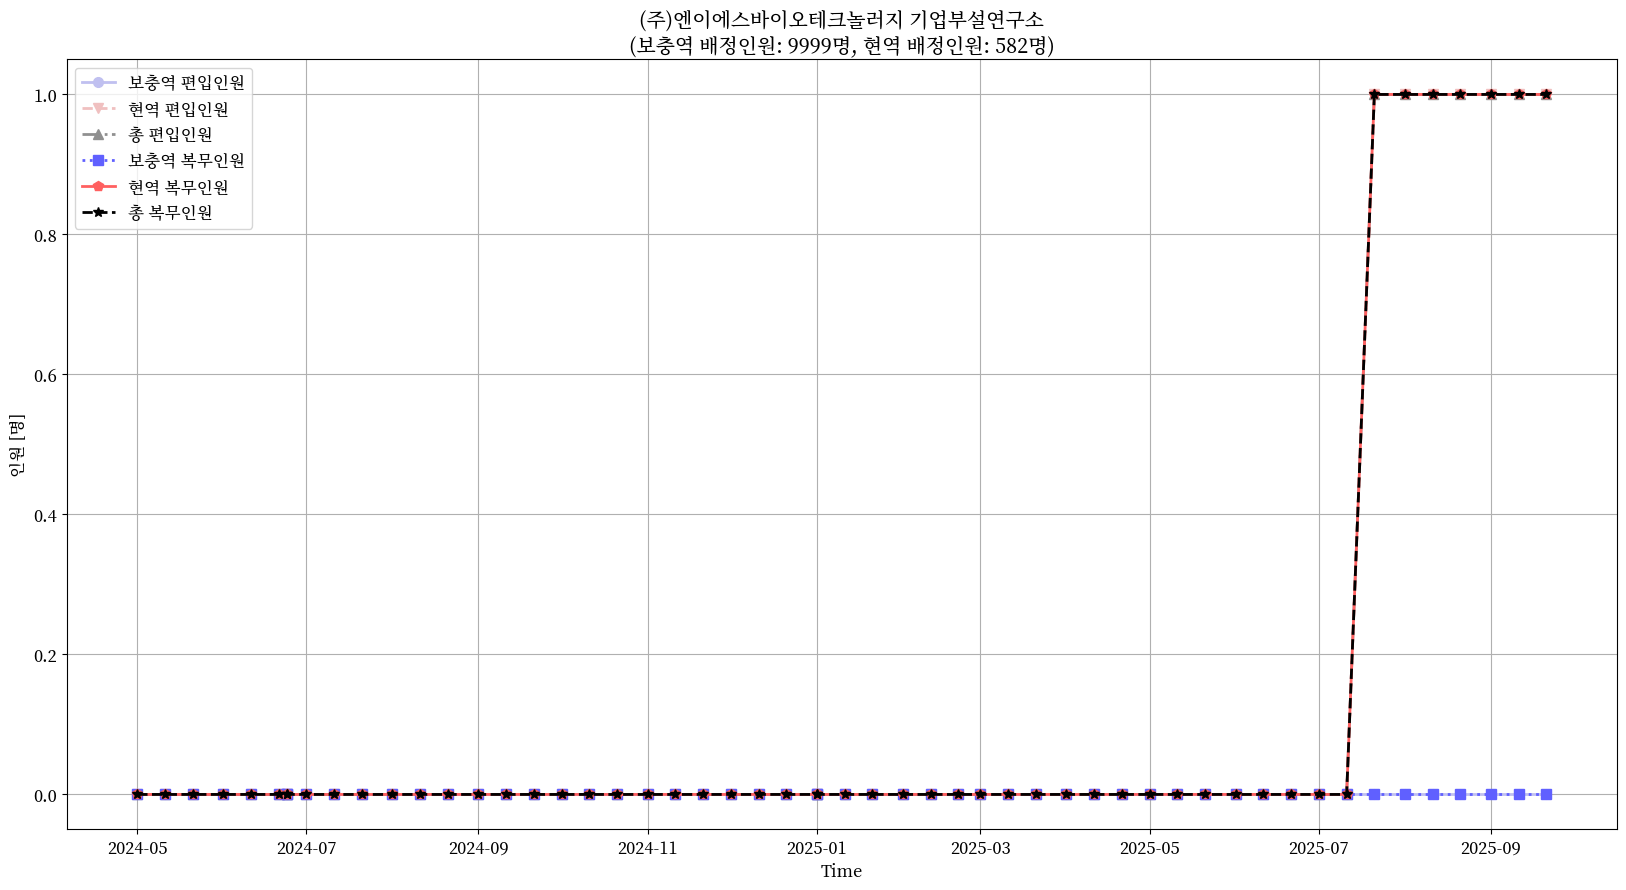 (주)엔이에스바이오테크놀러지 기업부설연구소
(보충역 배정인원: 9999명, 현역 배정인원: 582명)
보충역 편입인원
현역 편입인원
총 편입인원
보충역 복무인원
현역 복무인원
총 복무인원
1.0
0.8
0.6
0.4
0.2
0.0
인원 [명]
2024-05
2024-07
2024-09
2024-11
2025-01
2025-03
2025-05
2025-07
2025-09
Time